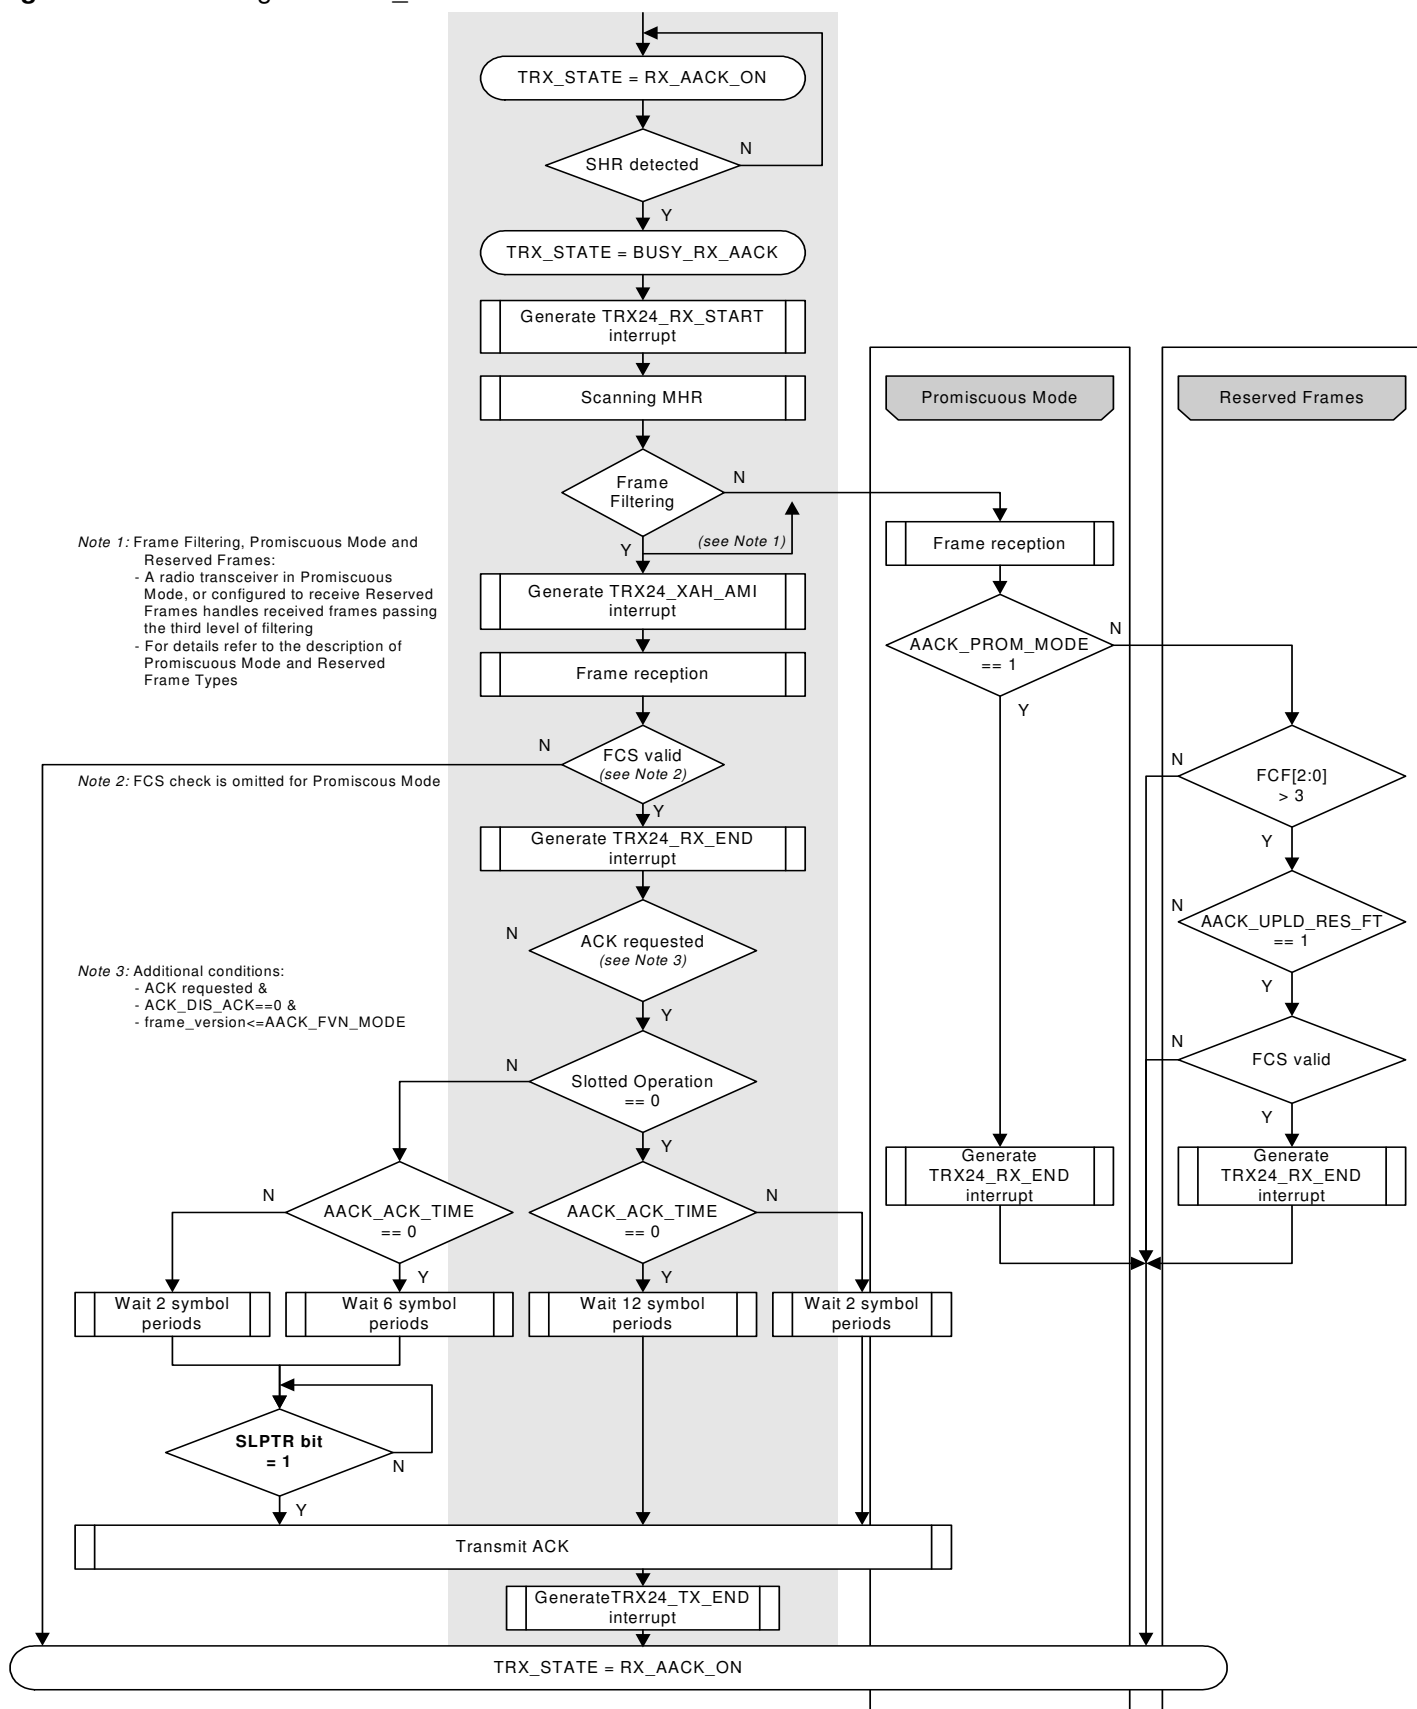 TRX_STATE = RX_AACK_ON
N
SHR detected
Y
TRX_STATE = BUSY_RX_AACK
Generate TRX24_RX_START
interrupt
Scanning MHR
Promiscuous Mode
Reserved Frames
Frame
Filtering
N
Y
(see Note 1)
Frame reception
Note 1: Frame Filtering, Promiscuous Mode and
Reserved Frames:
- A radio transceiver in Promiscuous
Mode, or configured to receive Reserved
Frames handles received frames passing
the third level of filtering
- For details refer to the description of
Promiscuous Mode and Reserved
Frame Types
Generate TRX24_XAH_AMI
interrupt
AACK_PROM_MODE
== 1
N
Y
Frame reception
N
FCS valid
(see Note 2)
Y
Note 2: FCS check is omitted for Promiscous Mode
N
FCF[2:0]
> 3
Y
Generate TRX24_RX_END
interrupt
N
ACK requested
(see Note 3)
Y
N
AACK_UPLD_RES_FT
== 1
Y
Note 3: Additional conditions:
- ACK requested &
- ACK_DIS_ACK==0 &
- frame_version<=AACK_FVN_MODE
N
Slotted Operation
== 0
Y
N
FCS valid
Y
Generate
TRX24_RX_END
interrupt
Generate
TRX24_RX_END
interrupt
N
AACK_ACK_TIME
== 0
Y
AACK_ACK_TIME
== 0
N
Y
Wait 2 symbol
periods
Wait 6 symbol
periods
Wait 12 symbol
periods
Wait 2 symbol
periods
SLPTR bit
= 1
N
Y
Transmit ACK
GenerateTRX24_TX_END
interrupt
TRX_STATE = RX_AACK_ON